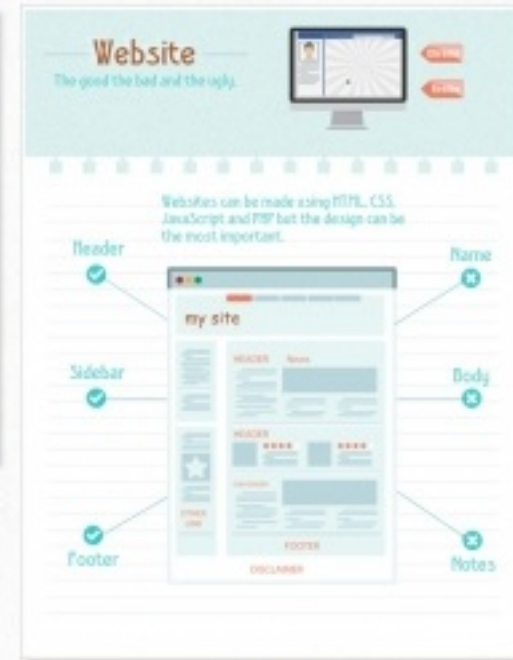 Website
The good the bad and the ugly.
Websites can be made using HTML, CSS,
JavaScript and PHP but the design can be
the most important.
Header
Name
my site
Sidebar
HEADER News
Body
HEADER
OTHER
Footer
FOOTER
Notes
DISCLAIMER